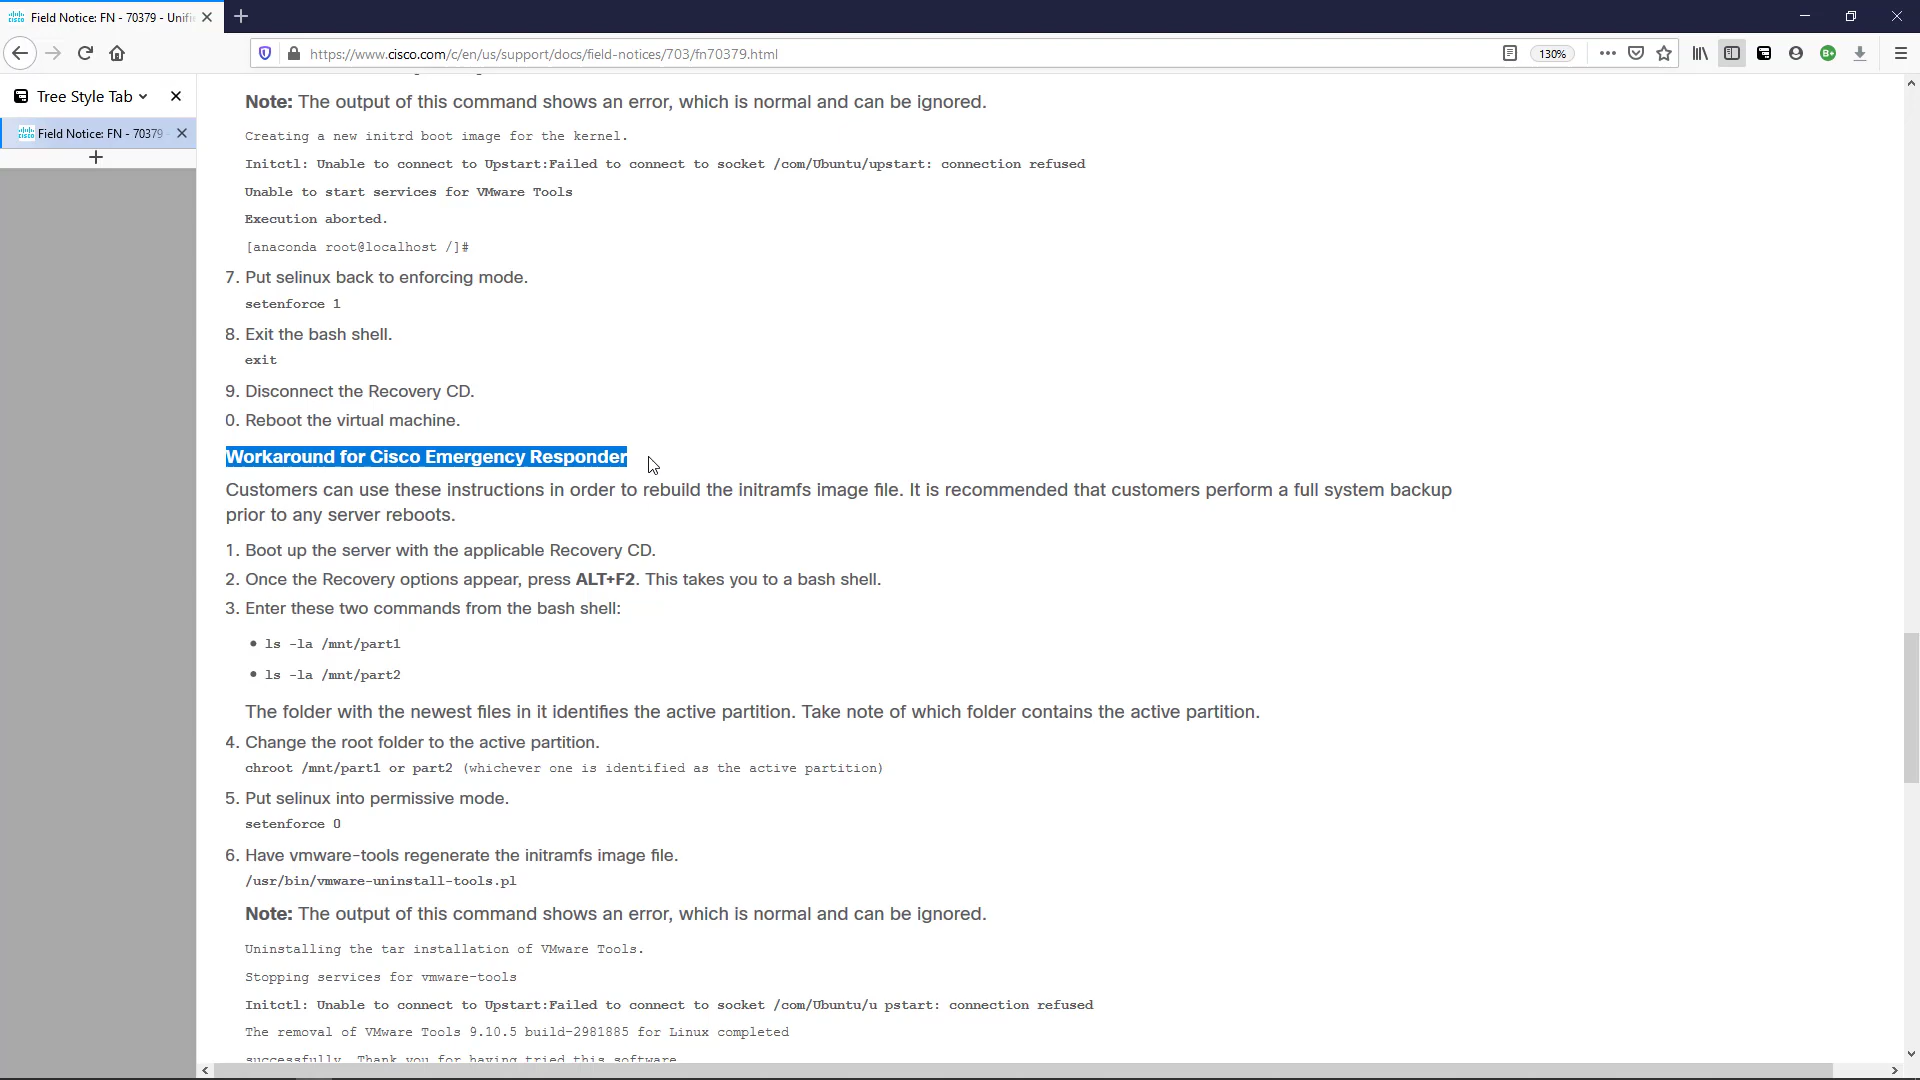 Field Notice: FN - 70379 - Unifi
https://www.cisco.com/c/en/us/support/docs/field-notices/703/fn70379.html
130%
Tree Style Tab
Field Notice: FN - 70379
Note: The output of this command shows an error, which is normal and can be ignored.
Creating a new initrd boot image for the kernel.
Initctl: Unable to connect to Upstart:Failed to connect to socket /com/Ubuntu/upstart: connection refused
Unable to start services for VMware Tools
Execution aborted.
[anaconda root@localhost /]#
7. Put selinux back to enforcing mode.
setenforce 1
8. Exit the bash shell.
exit
9. Disconnect the Recovery CD.
0. Reboot the virtual machine.
Workaround for Cisco Emergency Responder
Customers can use these instructions in order to rebuild the initramfs image file. It is recommended that customers perform a full system backup
prior to any server reboots.
1. Boot up the server with the applicable Recovery CD.
2. Once the Recovery options appear, press ALT+F2. This takes you to a bash shell.
3. Enter these two commands from the bash shell:
• ls -la /mnt/part1
• ls -la /mnt/part2
The folder with the newest files in it identifies the active partition. Take note of which folder contains the active partition.
4. Change the root folder to the active partition.
chroot /mnt/part1 or part2 (whichever one is identified as the active partition)
5. Put selinux into permissive mode.
setenforce 0
6. Have vmware-tools regenerate the initramfs image file.
/usr/bin/vmware-uninstall-tools.pl
Note: The output of this command shows an error, which is normal and can be ignored.
Uninstalling the tar installation of VMware Tools.
Stopping services for vmware-tools
Initctl: Unable to connect to Upstart:Failed to connect to socket /com/Ubuntu/u pstart: connection refused
The removal of VMware Tools 9.10.5 build-2981885 for Linux completed
successfully. Thank you for having tried this software.